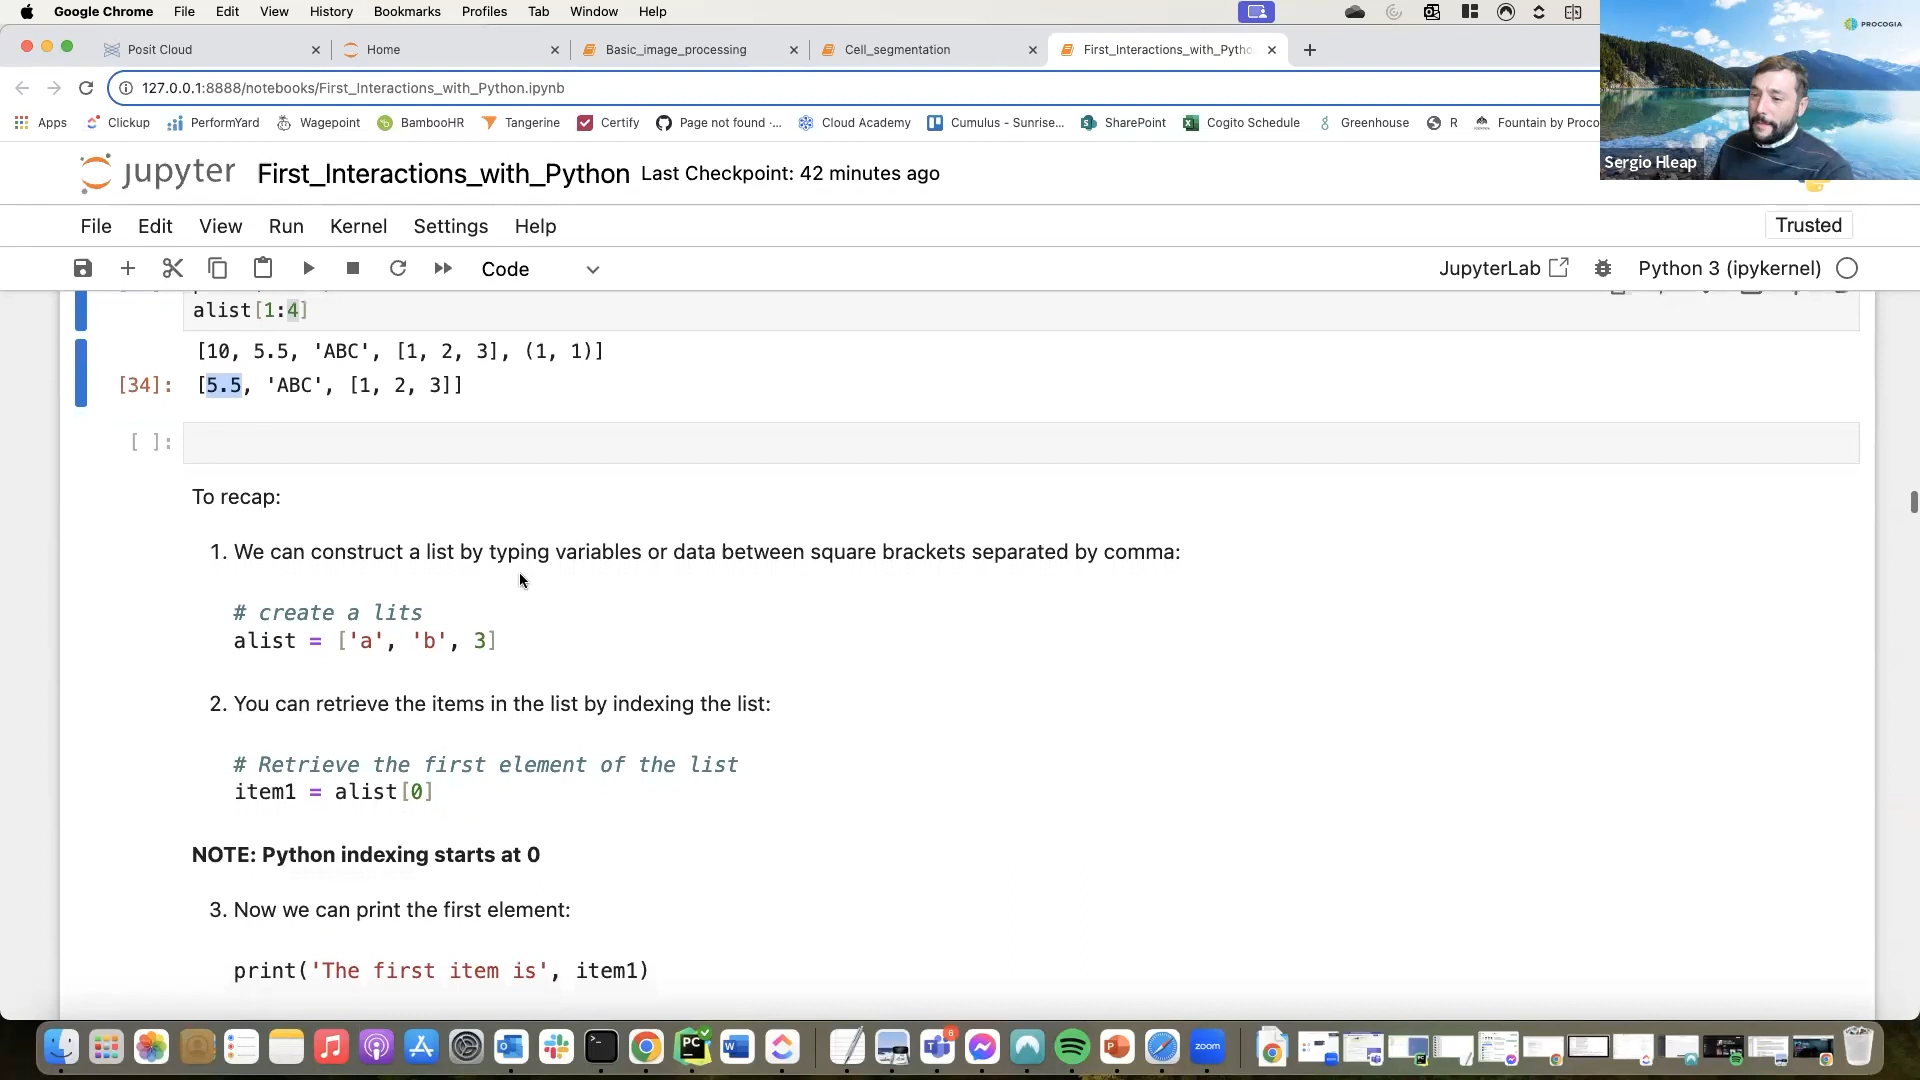 Google Chrome File Edit View History Bookmarks Profiles Tab Window Help
Posit Cloud
Home
Basic_image_processing
Cell_segmentation
First_Interactions_with_Pytho
127.0.0.1:8888/notebooks/First_Interactions_with_Python.ipynb
Apps Clickup PerformYard Wagepoint BambooHR Tangerine Certify Page not found -... Cloud Academy Cumulus - Sunrise... SharePoint Cogito Schedule Greenhouse R Fountain by Proco
PROCOGIA
Sergio Hleap
jupyter First_Interactions_with_Python Last Checkpoint: 42 minutes ago
File Edit View Run Kernel Settings Help
Trusted
Code
JupyterLab
Python 3 (ipykernel)
alist[1:4]
[10, 5.5, 'ABC', [1, 2, 3], (1, 1)]
[34]: [5.5, 'ABC', [1, 2, 3]]
[ ]:
To recap:
1. We can construct a list by typing variables or data between square brackets separated by comma:
# create a lits
alist = ['a', 'b', 3]
2. You can retrieve the items in the list by indexing the list:
# Retrieve the first element of the list
item1 = alist[0]
NOTE: Python indexing starts at 0
3. Now we can print the first element:
print('The first item is', item1)
PC
zoom
6